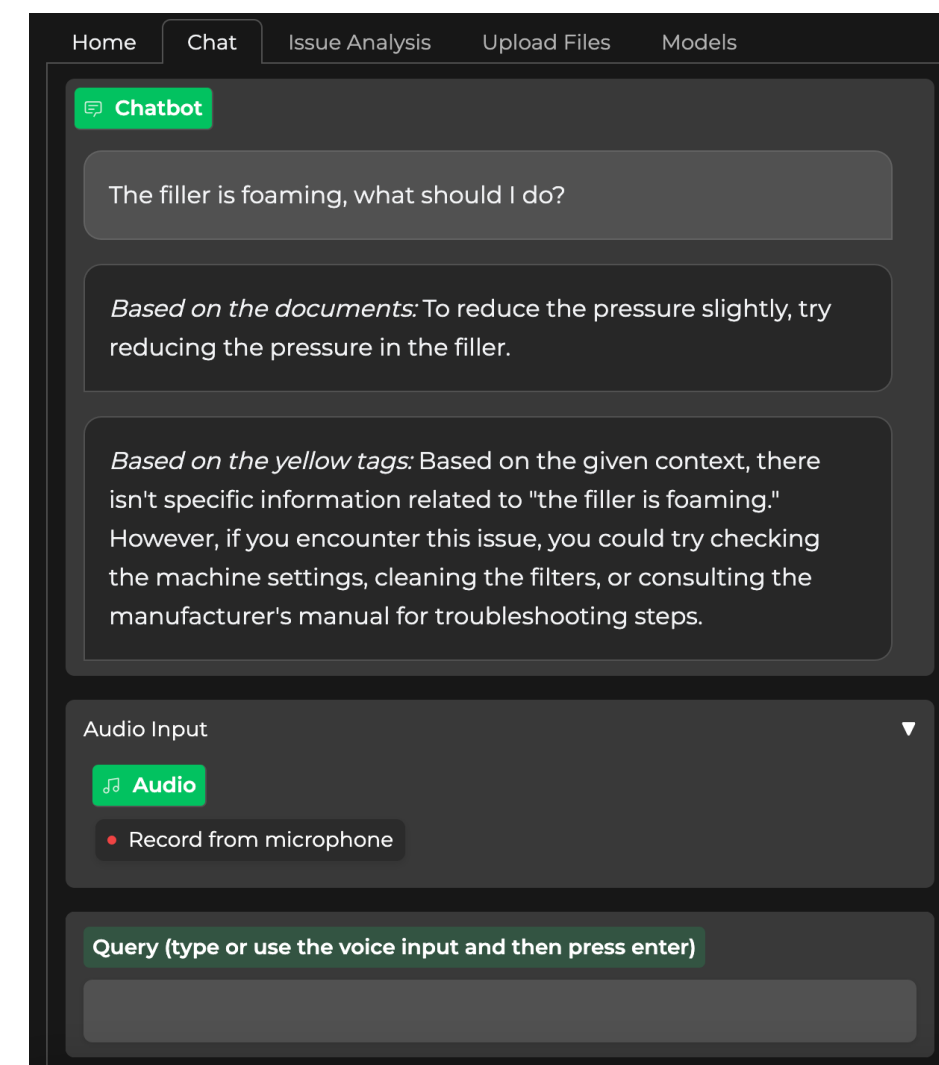 Home Chat Issue Analysis Upload Files Models
Chatbot
The filler is foaming, what should I do?
Based on the documents: To reduce the pressure slightly, try
reducing the pressure in the filler.
Based on the yellow tags: Based on the given context, there
isn't specific information related to "the filler is foaming."
However, if you encounter this issue, you could try checking
the machine settings, cleaning the filters, or consulting the
manufacturer's manual for troubleshooting steps.
Audio Input
Audio
Record from microphone
Query (type or use the voice input and then press enter)